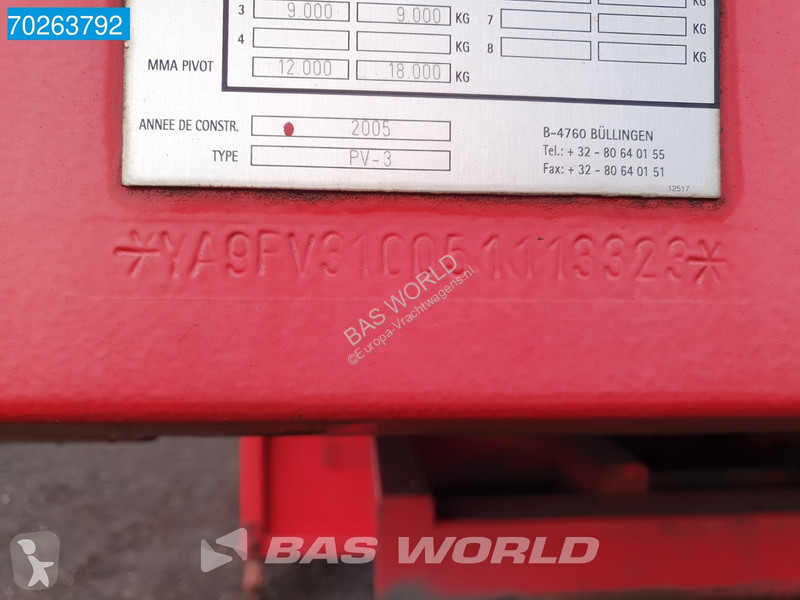 70263792
KG
3 9.000 9.000 KG 7 KG
4 KG 8 KG
MMA PIVOT 12.000 18.000 KG
ANNEE DE CONSTR. 2005
TYPE PV-3
B-4760 BÜLLINGEN
Tel.: + 32 - 80 64 01 55
Fax: + 32 - 80 64 01 51
12517
*YA9PV31C051113323*
BAS WORLD
©Europa-Vrachtwagens.nl
BAS WORLD